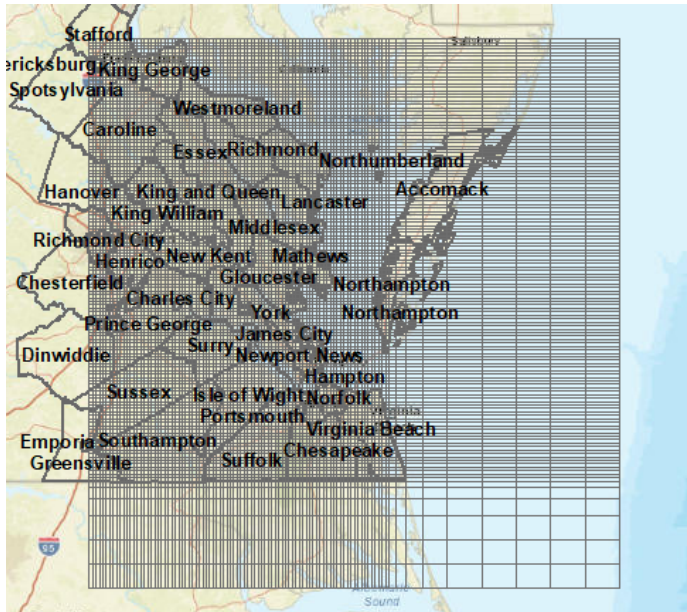 Stafford
Salisbury
ericksburg
King George
Spotsylvania
Westmoreland
Caroline
Essex
Richmond
Northumberland
Accomack
Hanover
King and Queen
Lancaster
King William
Middlesex
Richmond City
New Kent
Mathews
Henrico
Gloucester
Chesterfield
Northampton
Charles City
York
Northampton
Prince George
James City
Surry
Newport News
Dinwiddie
Hampton
Sussex
Isle of Wight
Norfolk
Portsmouth
Virginia
Virginia Beach
Emporia
Southampton
Chesapeake
Greensville
Suffolk
95
Albemarle
Sound